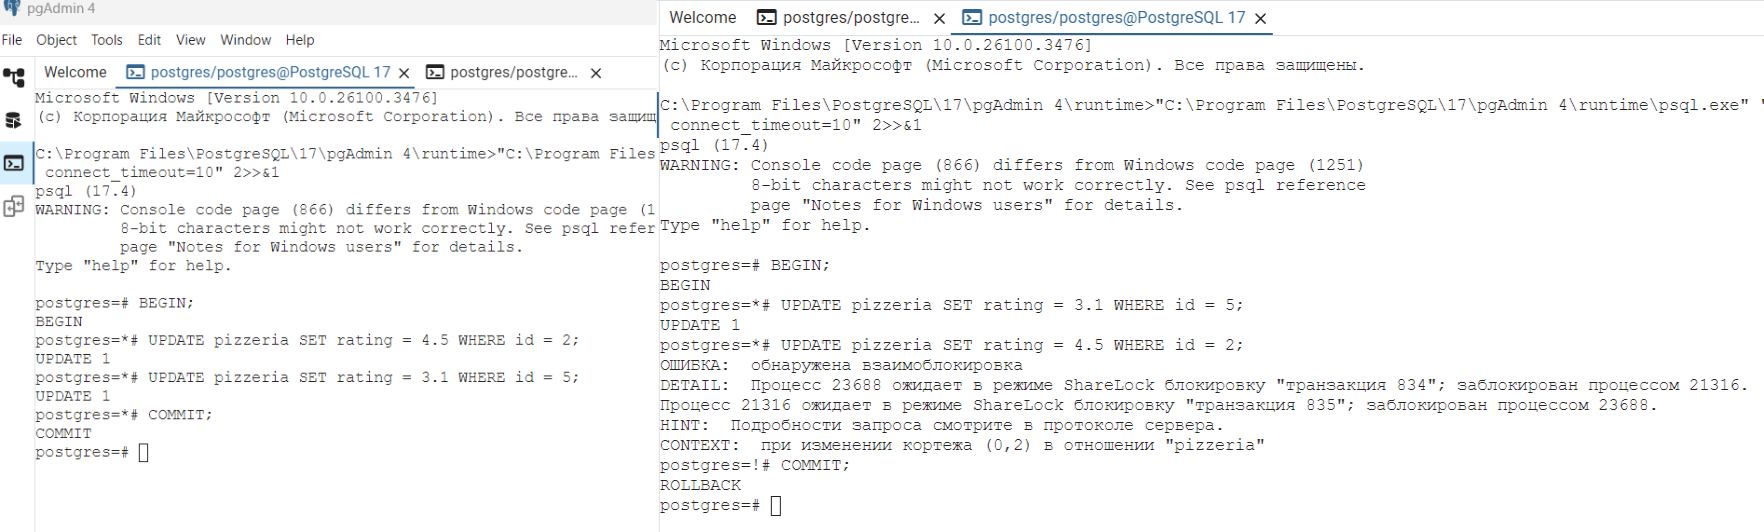 pgAdmin 4
File Object Tools Edit View Window Help
Welcome postgres/postgres@PostgreSQL 17 postgres/postgre...
Microsoft Windows [Version 10.0.26100.3476]
(c) Корпорация Майкрософт (Microsoft Corporation). Все права защищ
C:\Program Files\PostgreSQL\17\pgAdmin 4\runtime>"C:\Program Files
connect_timeout=10" 2>>&1
psql (17.4)
WARNING: Console code page (866) differs from Windows code page (1
8-bit characters might not work correctly. See psql refer
page "Notes for Windows users" for details.
Type "help" for help.
postgres=# BEGIN;
BEGIN
postgres=*# UPDATE pizzeria SET rating = 4.5 WHERE id = 2;
UPDATE 1
postgres=*# UPDATE pizzeria SET rating = 3.1 WHERE id = 5;
UPDATE 1
postgres=*# COMMIT;
COMMIT
postgres=#
Welcome postgres/postgre... postgres/postgres@PostgreSQL 17
Microsoft Windows [Version 10.0.26100.3476]
(c) Корпорация Майкрософт (Microsoft Corporation). Все права защищены.
C:\Program Files\PostgreSQL\17\pgAdmin 4\runtime>"C:\Program Files\PostgreSQL\17\pgAdmin 4\runtime\psql.exe" "
connect_timeout=10" 2>>&1
psql (17.4)
WARNING: Console code page (866) differs from Windows code page (1251)
8-bit characters might not work correctly. See psql reference
page "Notes for Windows users" for details.
Type "help" for help.
postgres=# BEGIN;
BEGIN
postgres=*# UPDATE pizzeria SET rating = 3.1 WHERE id = 5;
UPDATE 1
postgres=*# UPDATE pizzeria SET rating = 4.5 WHERE id = 2;
ОШИБКА: обнаружена взаимоблокировка
DETAIL: Процесс 23688 ожидает в режиме ShareLock блокировку "транзакция 834"; заблокирован процессом 21316.
Процесс 21316 ожидает в режиме ShareLock блокировку "транзакция 835"; заблокирован процессом 23688.
HINT: Подробности запроса смотрите в протоколе сервера.
CONTEXT: при изменении кортежа (0,2) в отношении "pizzeria"
postgres=!# COMMIT;
ROLLBACK
postgres=#